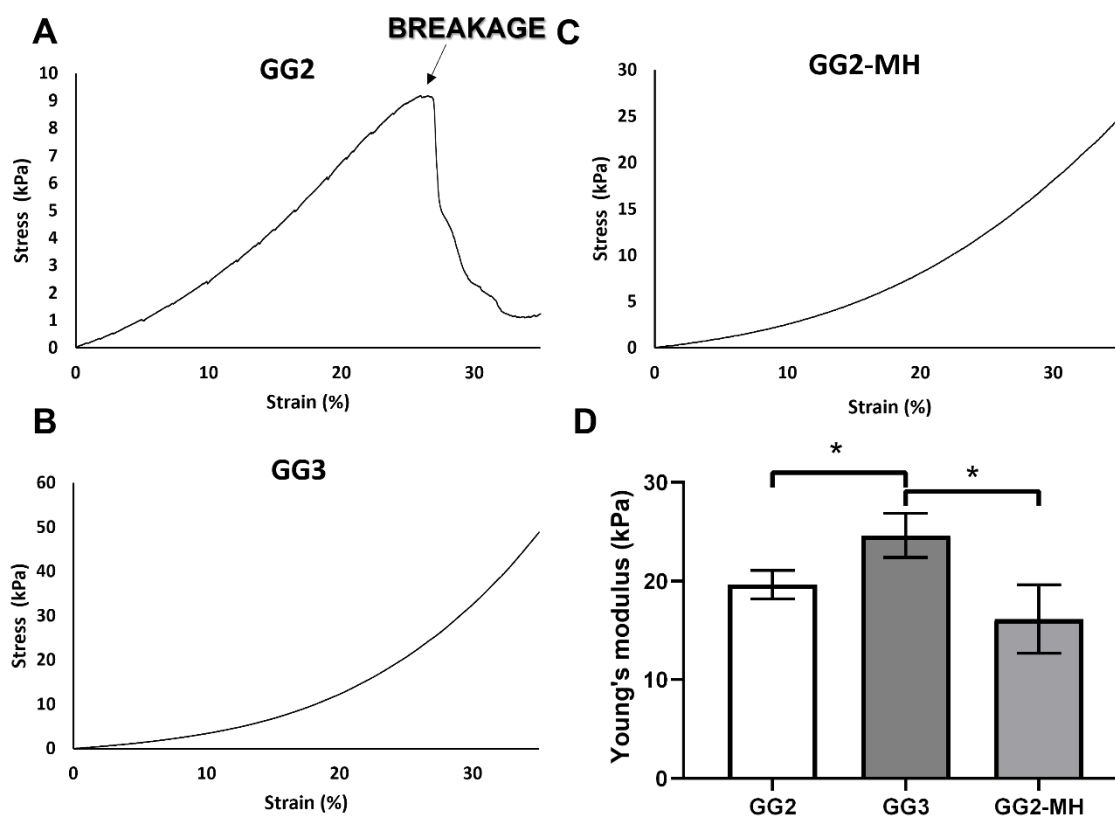 A
BREAKAGE
GG2
10
9
8
7
6
5
4
3
2
1
0
Stress (kPa)
0 10 20 30
Strain (%)
B
GG3
60
50
40
30
20
10
0
Stress (kPa)
0 10 20 30
Strain (%)
C
GG2-MH
30
25
20
15
10
5
0
Stress (kPa)
0 10 20 30
Strain (%)
D
* *
30
20
10
0
Young's modulus (kPa)
GG2 GG3 GG2-MH